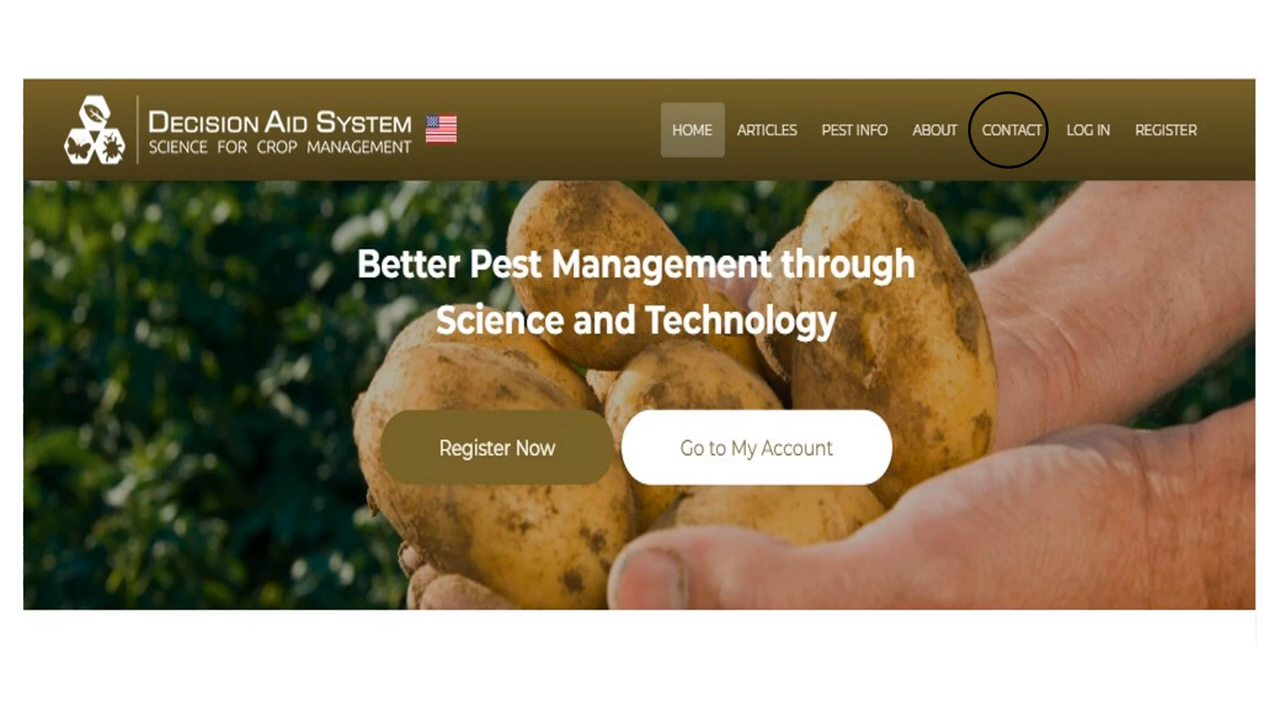 DECISION AID SYSTEM
SCIENCE FOR CROP MANAGEMENT
HOME ARTICLES PEST INFO ABOUT CONTACT LOG IN REGISTER
Better Pest Management through
Science and Technology
Register Now Go to My Account